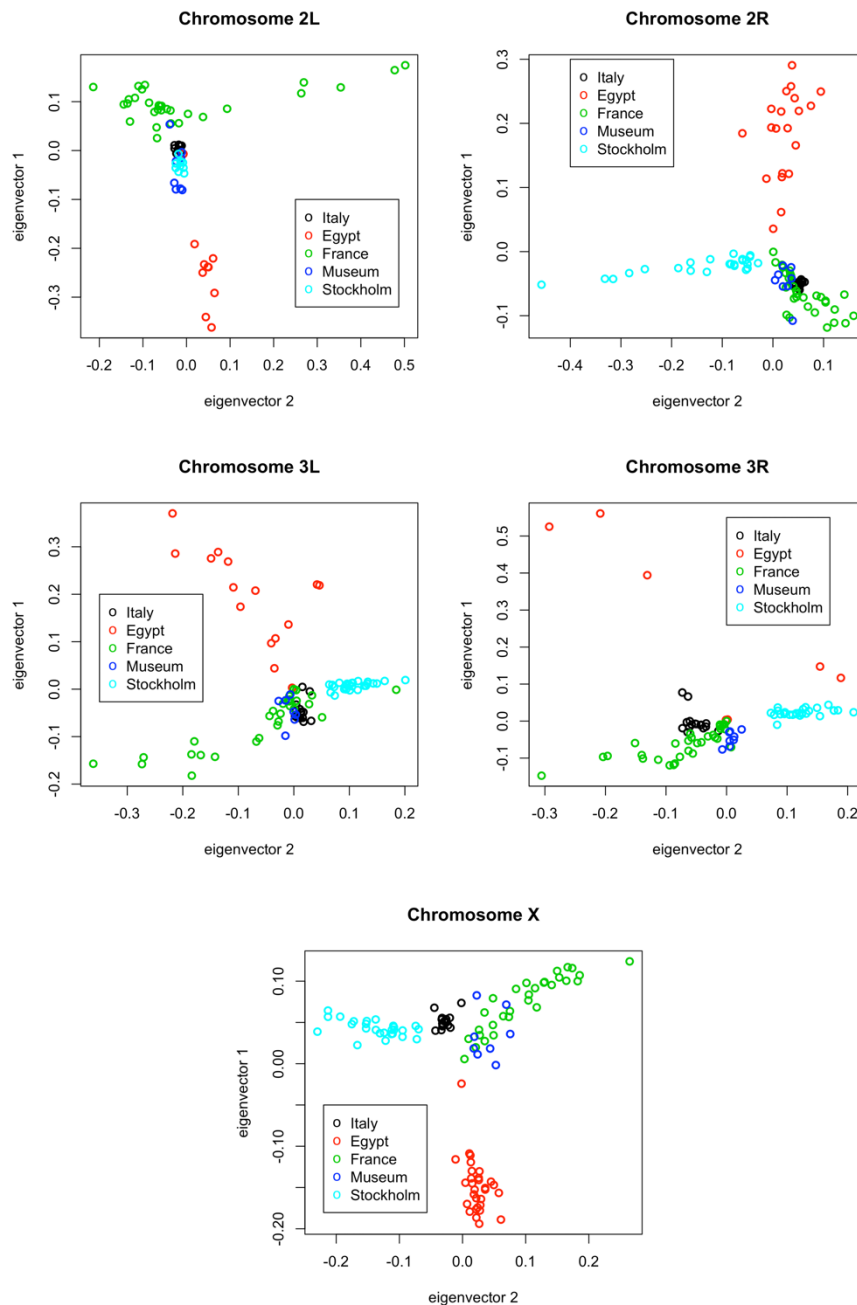 Chromosome 2L
0.1
0.0
-0.1
-0.2
-0.3
eigenvector 1
Italy
Egypt
France
Museum
Stockholm
-0.2 -0.1 0.0 0.1 0.2 0.3 0.4 0.5
eigenvector 2
Chromosome 2R
0.3
0.2
0.1
0.0
-0.1
eigenvector 1
Italy
Egypt
France
Museum
Stockholm
-0.4 -0.3 -0.2 -0.1 0.0 0.1
eigenvector 2
Chromosome 3L
0.3
0.2
0.1
0.0
-0.1
-0.2
eigenvector 1
Italy
Egypt
France
Museum
Stockholm
-0.3 -0.2 -0.1 0.0 0.1 0.2
eigenvector 2
Chromosome 3R
0.5
0.4
0.3
0.2
0.1
0.0
-0.1
eigenvector 1
Italy
Egypt
France
Museum
Stockholm
-0.3 -0.2 -0.1 0.0 0.1 0.2
eigenvector 2
Chromosome X
0.10
0.00
-0.10
-0.20
eigenvector 1
Italy
Egypt
France
Museum
Stockholm
-0.2 -0.1 0.0 0.1 0.2
eigenvector 2